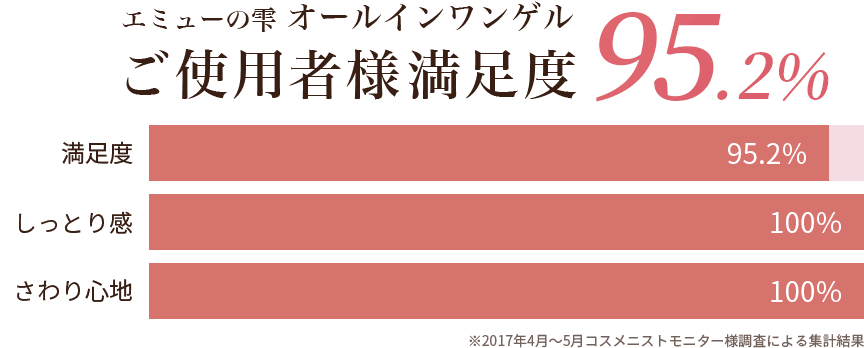 エミューの雫 オールインワンゲル
ご使用者様満足度 95.2%
満足度 95.2%
しっとり感 100%
さわり心地 100%
※2017年4月～5月コスメニストモニター様調査による集計結果